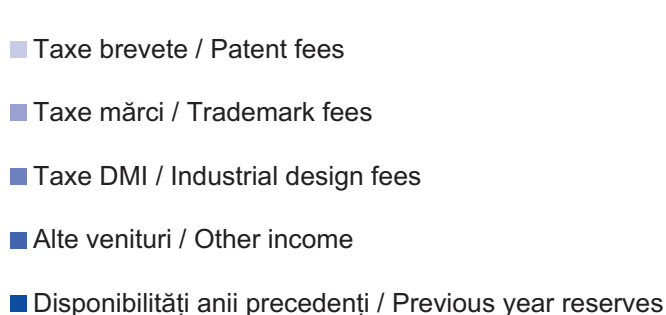 Taxe brevete / Patent fees
Taxe mărci / Trademark fees
Taxe DMI / Industrial design fees
Alte venituri / Other income
Disponibilități anii precedenți / Previous year reserves